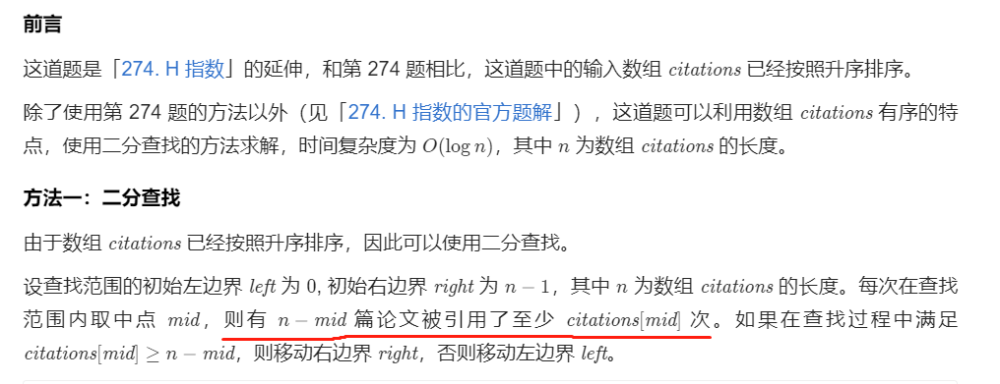 前言
这道题是「274. H 指数」的延伸，和第 274 题相比，这道题中的输入数组 citations 已经按照升序排序。
除了使用第 274 题的方法以外（见「274. H 指数的官方题解」），这道题可以利用数组 citations 有序的特
点，使用二分查找的方法求解，时间复杂度为 O(log n)，其中 n 为数组 citations 的长度。
方法一：二分查找
由于数组 citations 已经按照升序排序，因此可以使用二分查找。
设查找范围的初始左边界 left 为 0, 初始右边界 right 为 n − 1，其中 n 为数组 citations 的长度。每次在查找
范围内取中点 mid，则有 n − mid 篇论文被引用了至少 citations[mid] 次。如果在查找过程中满足
citations[mid] ≥ n − mid，则移动右边界 right，否则移动左边界 left。